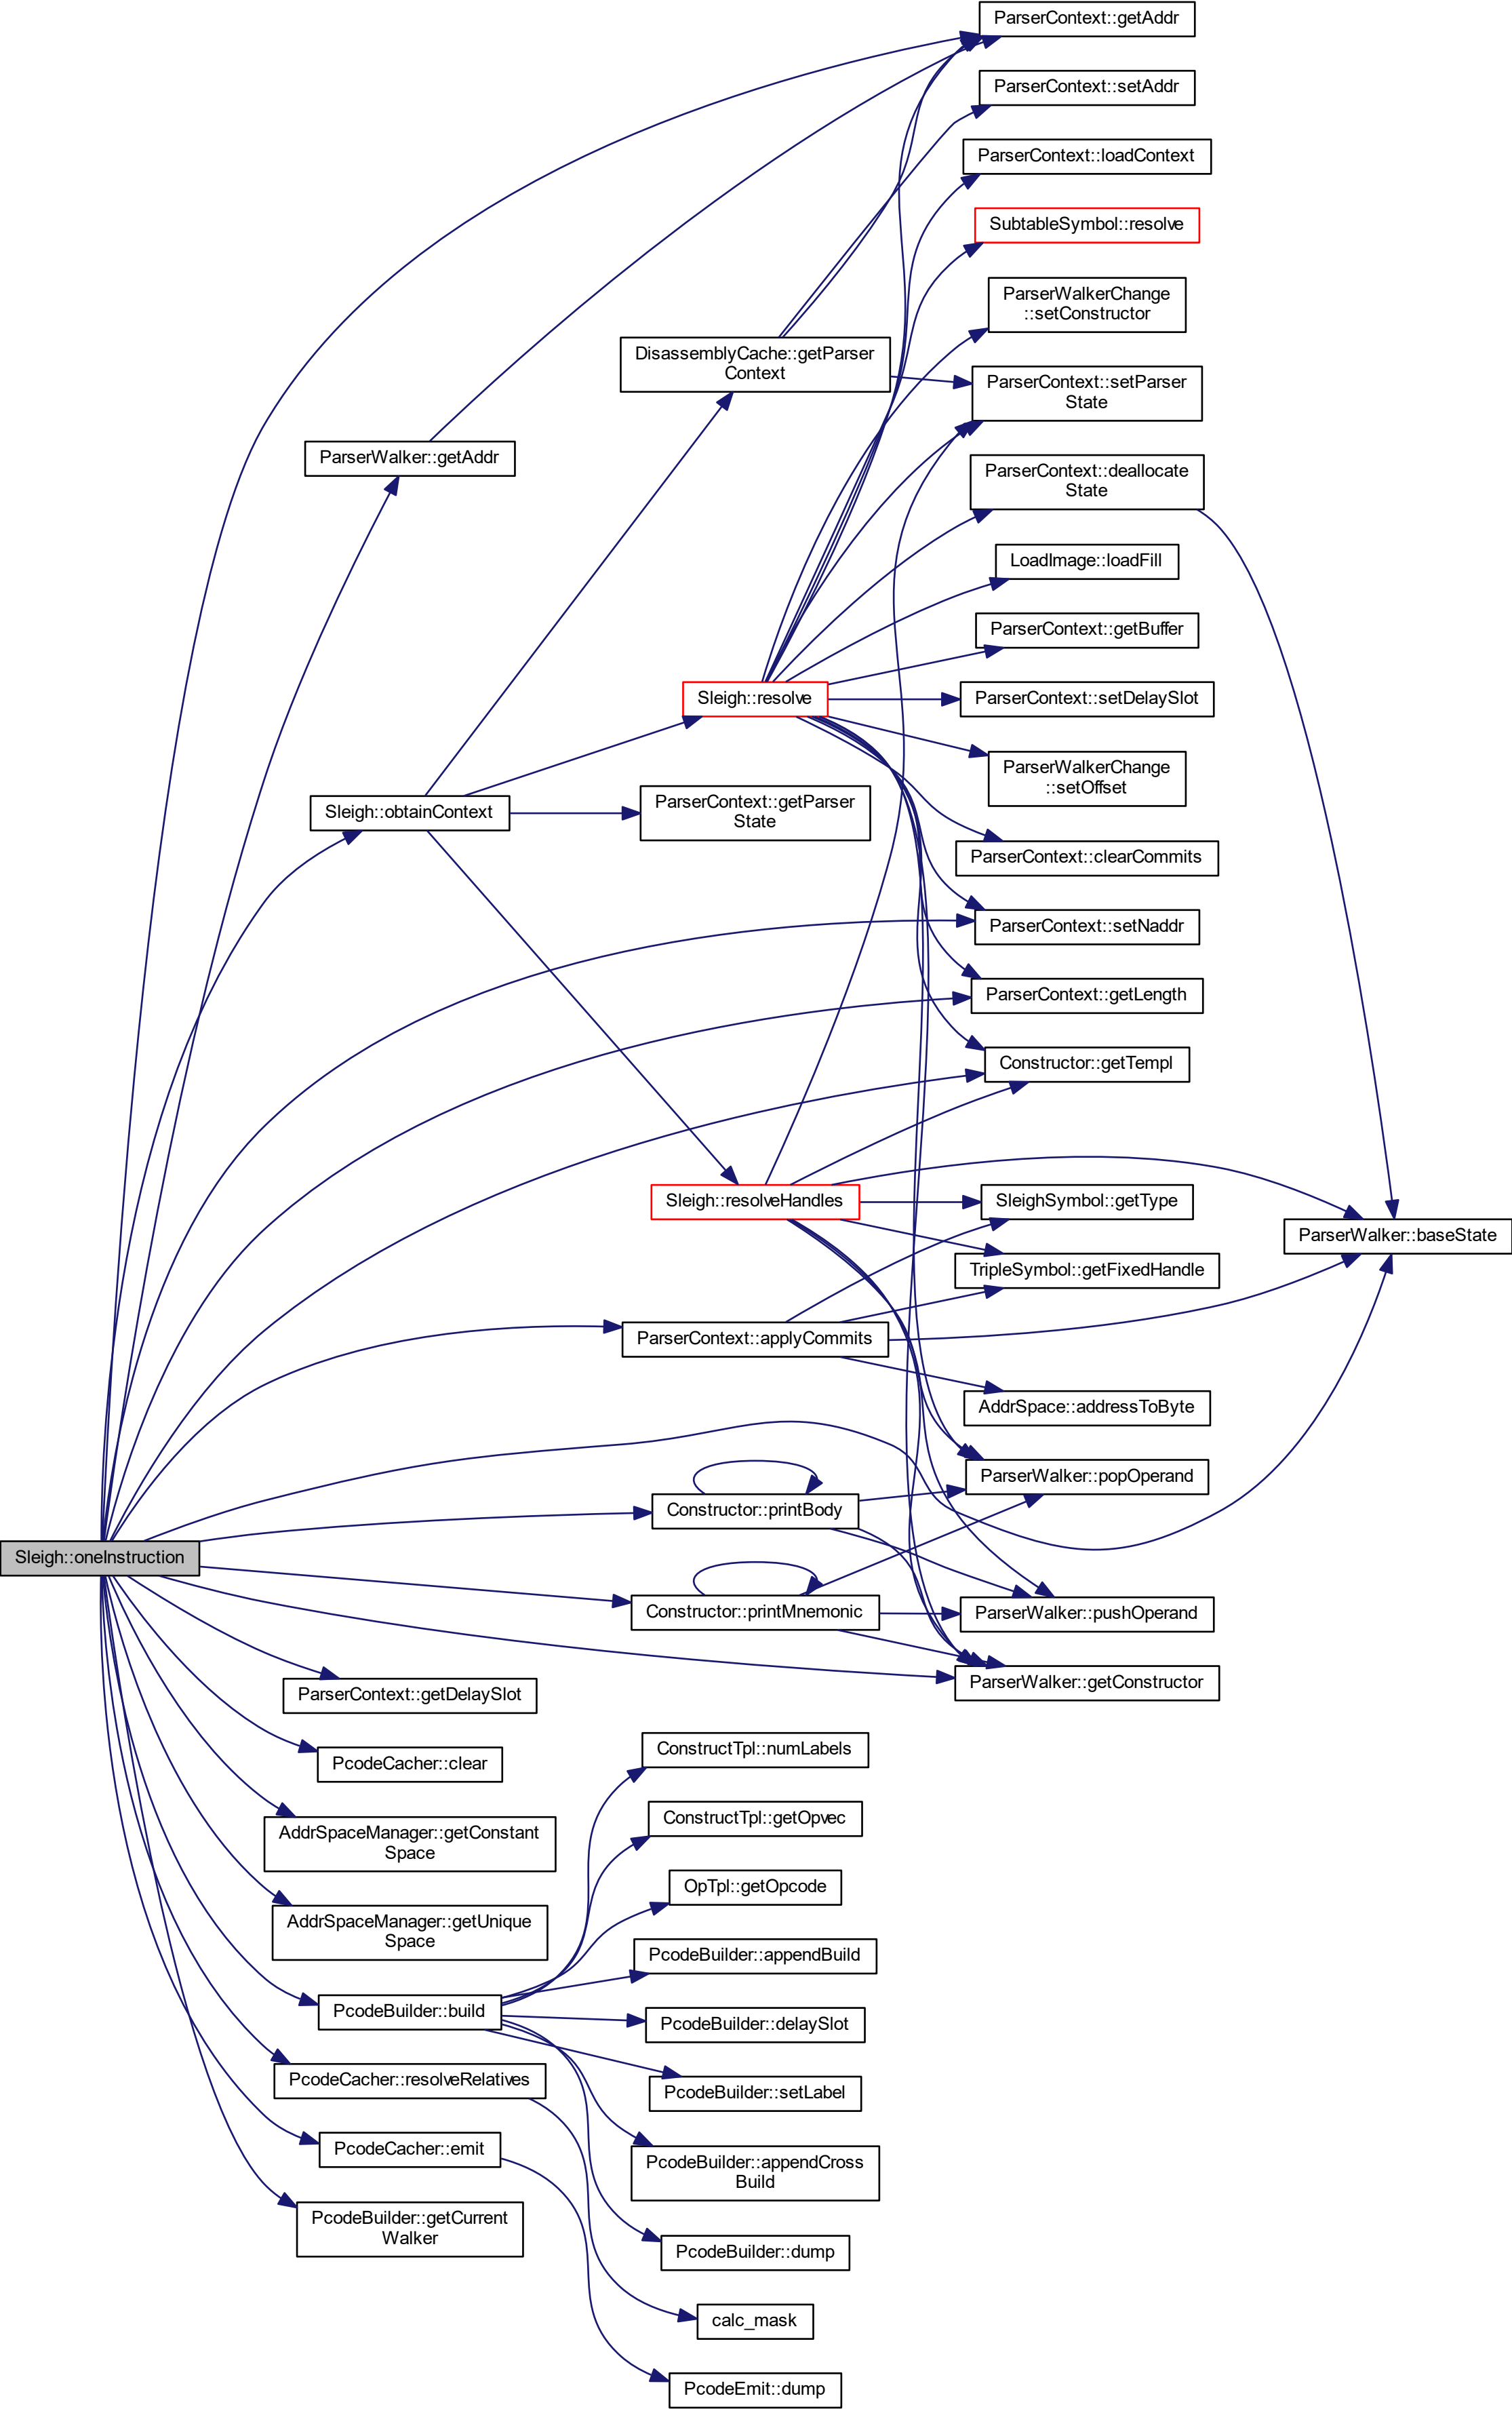 ParserContext::getAddr
ParserContext::setAddr
ParserContext::loadContext
SubtableSymbol::resolve
ParserWalkerChange
::setConstructor
DisassemblyCache::getParser
Context
ParserContext::setParser
State
ParserWalker::getAddr
ParserContext::deallocate
State
LoadImage::loadFill
ParserContext::getBuffer
Sleigh::resolve
ParserContext::setDelaySlot
ParserWalkerChange
::setOffset
Sleigh::obtainContext
ParserContext::getParser
State
ParserContext::clearCommits
ParserContext::setNaddr
ParserContext::getLength
Constructor::getTempl
Sleigh::resolveHandles
SleighSymbol::getType
ParserWalker::baseState
TripleSymbol::getFixedHandle
ParserContext::applyCommits
AddrSpace::addressToByte
ParserWalker::popOperand
Constructor::printBody
Sleigh::oneInstruction
Constructor::printMnemonic
ParserWalker::pushOperand
ParserWalker::getConstructor
ParserContext::getDelaySlot
ConstructTpl::numLabels
PcodeCacher::clear
ConstructTpl::getOpvec
AddrSpaceManager::getConstant
Space
OpTpl::getOpcode
AddrSpaceManager::getUnique
Space
PcodeBuilder::appendBuild
PcodeBuilder::build
PcodeBuilder::delaySlot
PcodeCacher::resolveRelatives
PcodeBuilder::setLabel
PcodeCacher::emit
PcodeBuilder::appendCross
Build
PcodeBuilder::getCurrent
Walker
PcodeBuilder::dump
calc_mask
PcodeEmit::dump